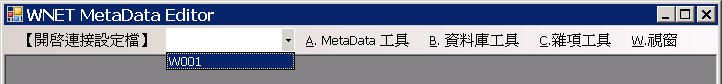 WNET MetaData Editor
【開啓連接設定檔】 A. MetaData 工具 B. 資料庫工具 C.雜項工具 W.視窗
W001